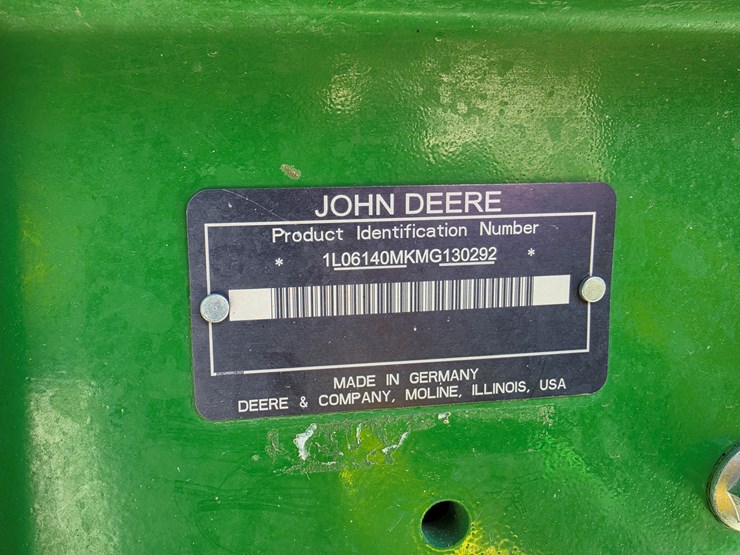 JOHN DEERE
Product Identification Number
* 1L06140MKMG130292 *
MADE IN GERMANY
DEERE & COMPANY, MOLINE, ILLINOIS, USA